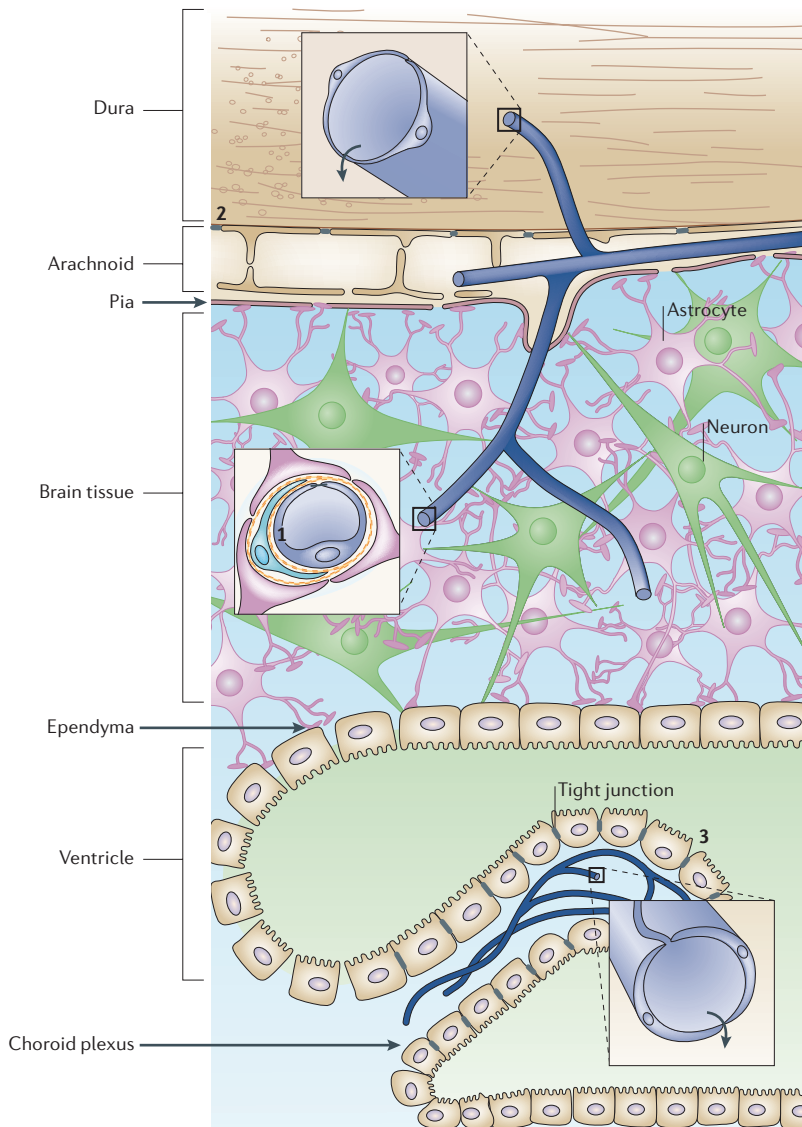 Dura
2
Arachnoid
Pia
Astrocyte
Neuron
Brain tissue
1
Ependyma
Tight junction
3
Ventricle
Choroid plexus